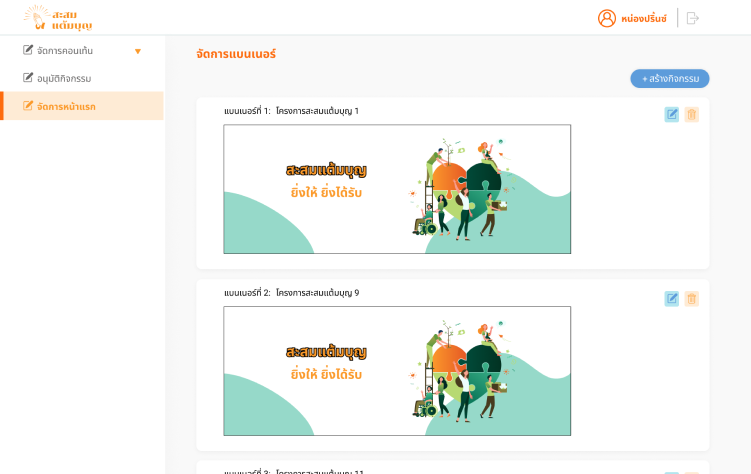 สะสม
แต้มบุญ
หน่องปริ้นซ์
จัดการคอนเท้น
อนุมัติกิจกรรม
จัดการหน้าแรก
จัดการแบนเนอร์
+ สร้างกิจกรรม
แบนเนอร์ที่ 1: โครงการสะสมแต้มบุญ 1
สะสมแต้มบุญ
ยิ่งให้ ยิ่งได้รับ
แบนเนอร์ที่ 2: โครงการสะสมแต้มบุญ 9
สะสมแต้มบุญ
ยิ่งให้ ยิ่งได้รับ
แบนเนอร์ที่ 3: โครงการสะสมแต้มบุญ 11